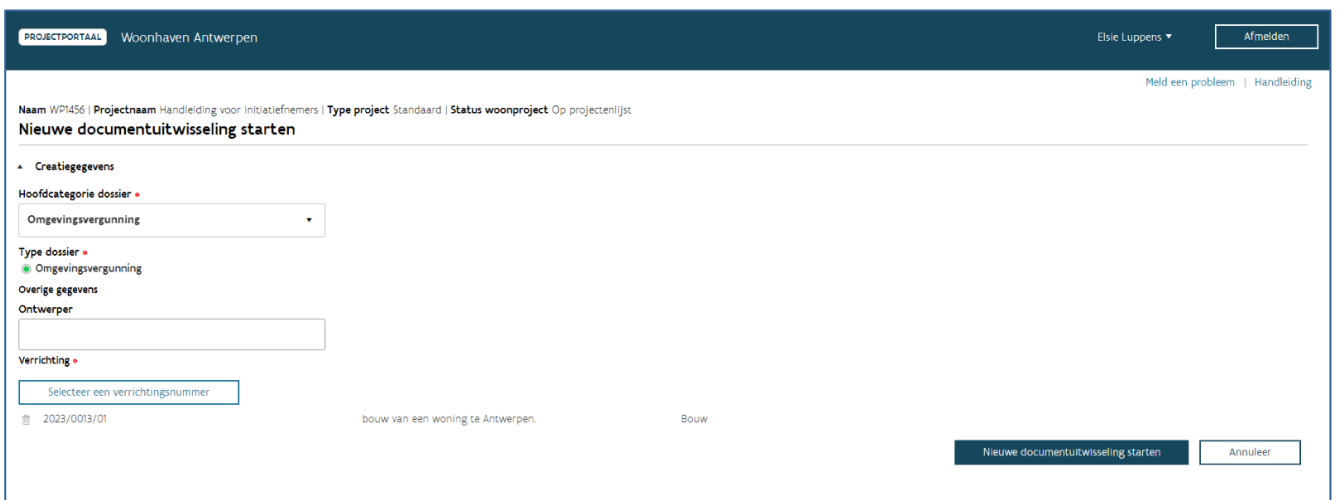 PROJECTPORTAAL Woonhaven Antwerpen Elsie Luppens ▼ Afmelden
Meld een probleem | Handleiding
Naam WP1456 | Projectnaam Handleiding voor initiatiefnemers | Type project Standaard | Status woonproject Op projectenlijst
Nieuwe documentuitwisseling starten
Creatiegegevens
Hoofdcategorie dossier
Omgevingsvergunning
Type dossier
Omgevingsvergunning
Overige gegevens
Ontwerper
Verrichting
Selecteer een verrichtingsnummer
2023/0013/01 bouw van een woning te Antwerpen. Bouw
Nieuwe documentuitwisseling starten Annuleer